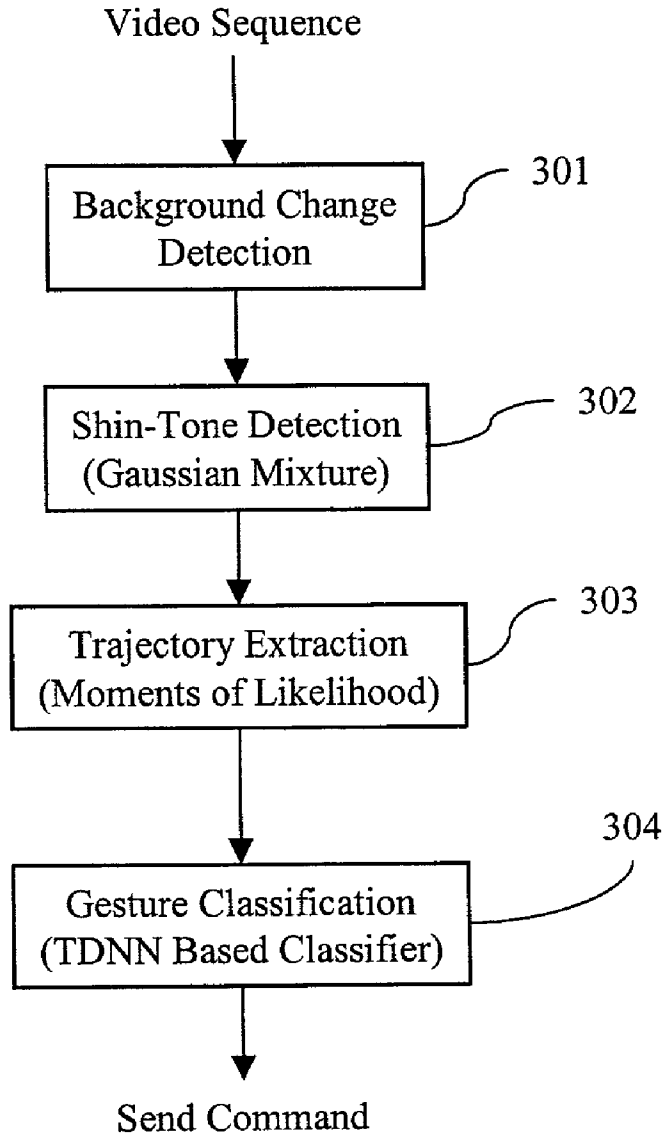 Video Sequence
301
Background Change
Detection
302
Shin-Tone Detection
(Gaussian Mixture)
303
Trajectory Extraction
(Moments of Likelihood)
304
Gesture Classification
(TDNN Based Classifier)
Send Command